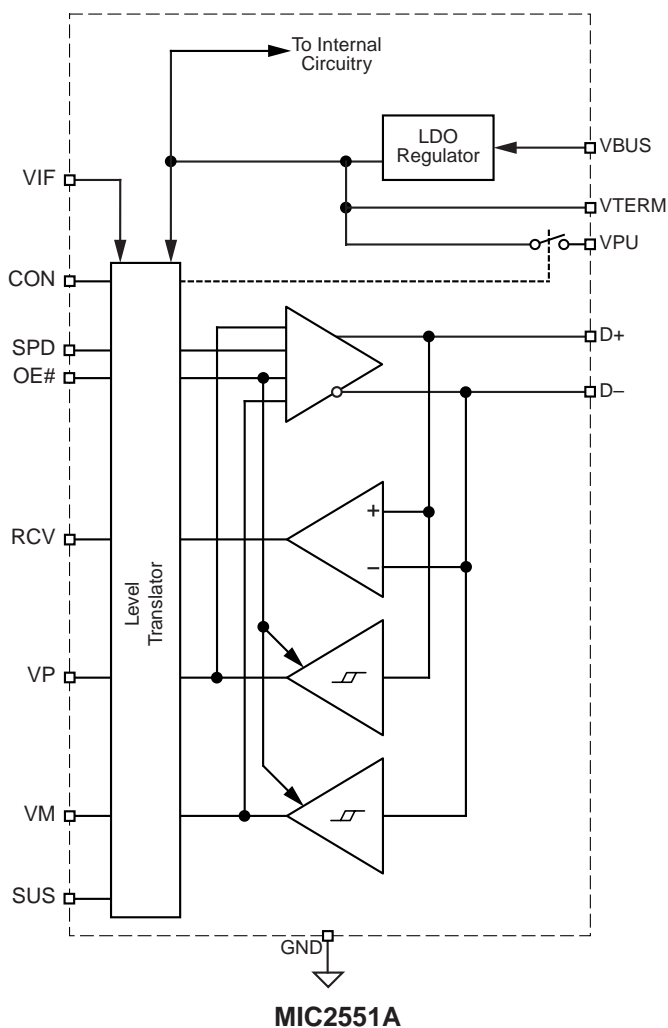 To Internal
Circuitry
LDO
Regulator
VBUS
VIF
VTERM
VPU
CON
SPD
D+
OE#
D–
RCV
+
–
Level
Translator
VP
VM
SUS
GND
MIC2551A